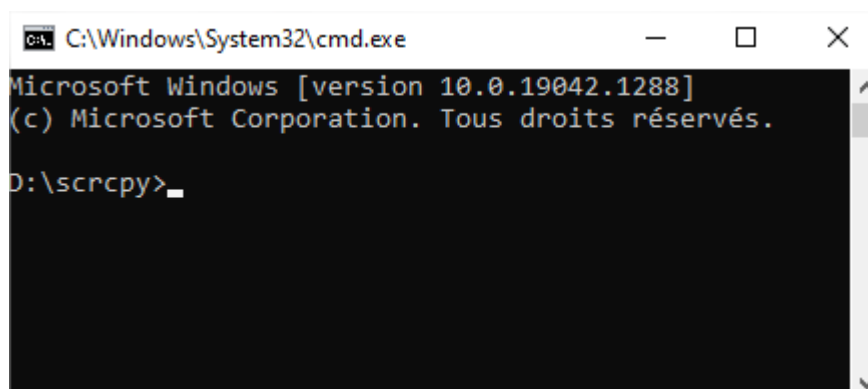 C:\Windows\System32\cmd.exe
Microsoft Windows [version 10.0.19042.1288]
(c) Microsoft Corporation. Tous droits réservés.
D:\scrcpy>